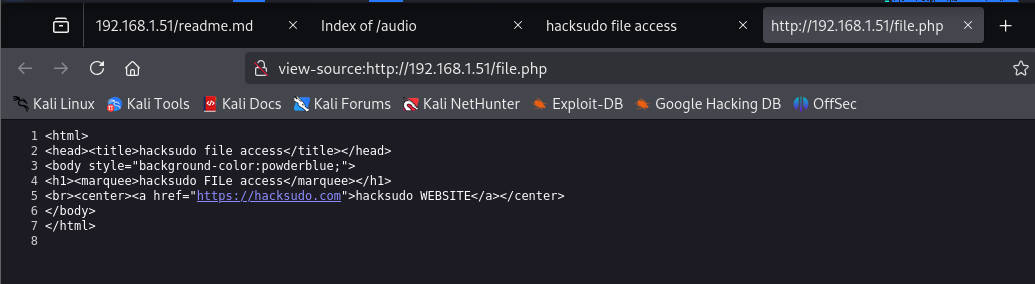 192.168.1.51/readme.md
Index of /audio
hacksudo file access
http://192.168.1.51/file.php
view-source:http://192.168.1.51/file.php
Kali Linux
Kali Tools
Kali Docs
Kali Forums
Kali NetHunter
Exploit-DB
Google Hacking DB
OffSec
1 <html>
2 <head><title>hacksudo file access</title></head>
3 <body style="background-color:powderblue;">
4 <h1><marquee>hacksudo FILe access</marquee></h1>
5 <br><center><a href="https://hacksudo.com">hacksudo WEBSITE</a></center>
6 </body>
7 </html>
8